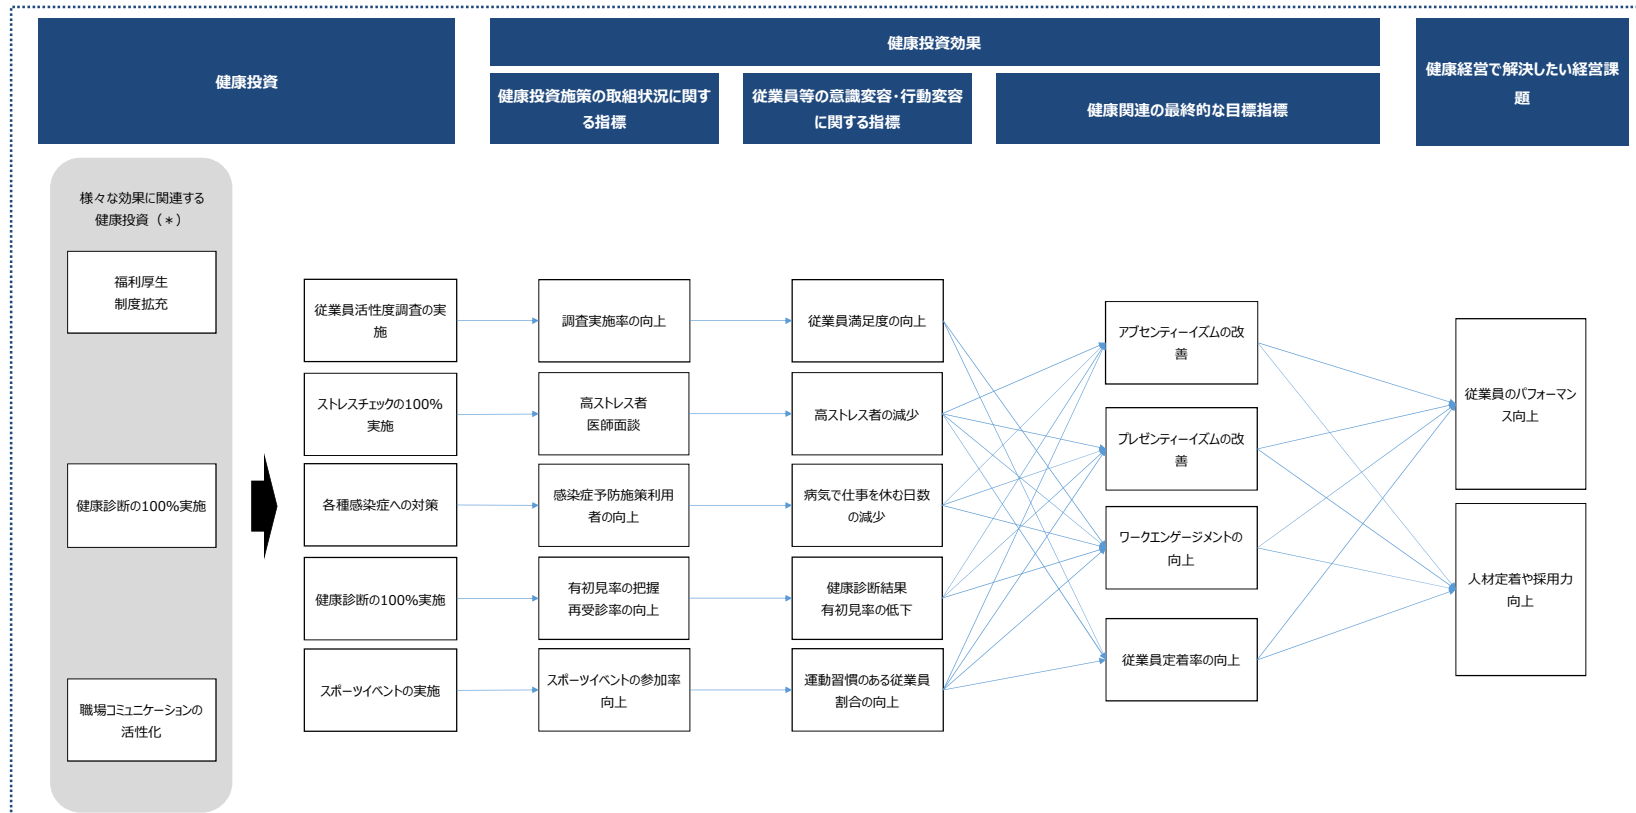 健康投資
健康投資効果
健康経営で解決したい経営課
題
健康投資施策の取組状況に関す
る指標
従業員等の意識変容・行動変容
に関する指標
健康関連の最終的な目標指標
様々な効果に関連する
健康投資（＊）
福利厚生
制度拡充
健康診断の100%実施
職場コミュニケーションの
活性化
従業員活性度調査の実
施
調査実施率の向上
従業員満足度の向上
ストレスチェックの100%
実施
高ストレス者
医師面談
高ストレス者の減少
各種感染症への対策
感染症予防施策利用
者の向上
病気で仕事を休む日数
の減少
健康診断の100%実施
有初見率の把握
再受診率の向上
健康診断結果
有初見率の低下
スポーツイベントの実施
スポーツイベントの参加率
向上
運動習慣のある従業員
割合の向上
アブセンティーイズムの改
善
プレゼンティーイズムの改
善
ワークエンゲージメントの
向上
従業員定着率の向上
従業員のパフォーマン
ス向上
人材定着や採用力
向上